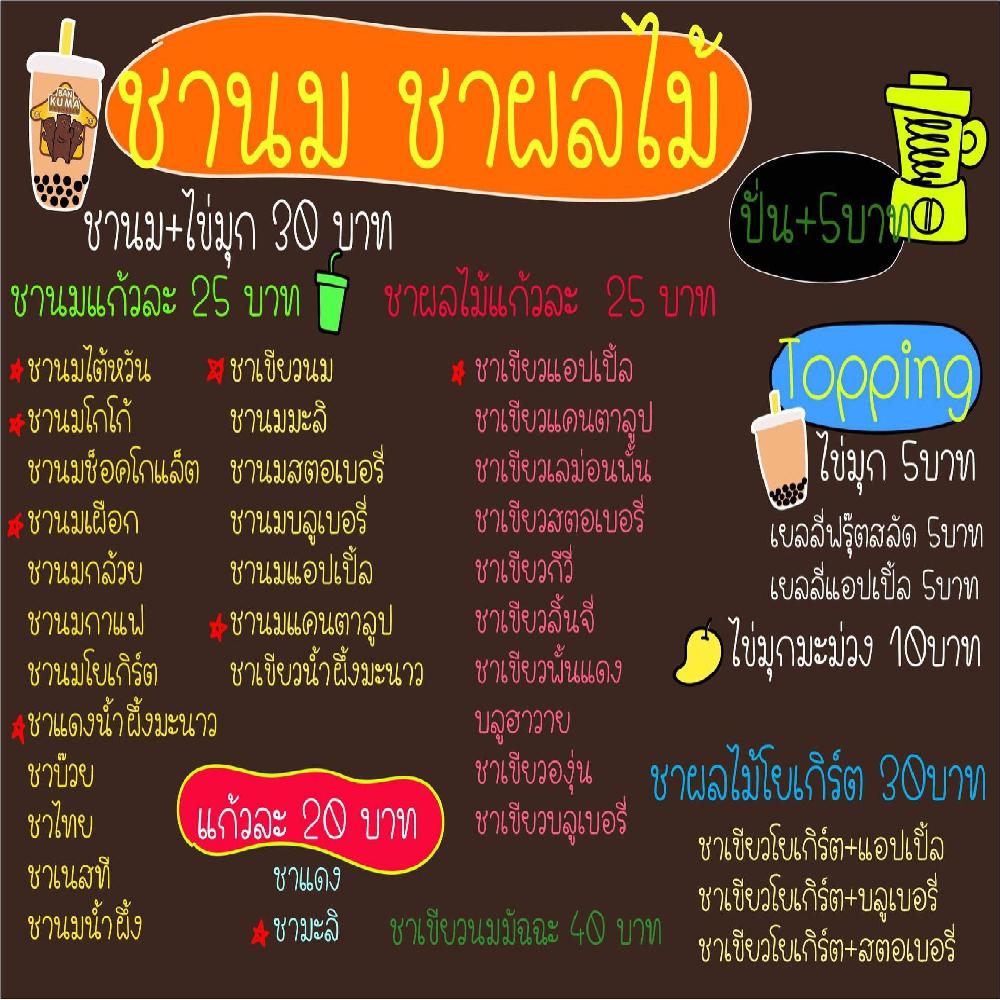 ชานม ชาผลไม้
BAN
KUMA
ปั่น+5บาท
ชานม+ไข่มุก 30 บาท
ชานมแก้วละ 25 บาท
ชานมไต้หวัน
ชานมโกโก้
ชานมช็อคโกแล็ต
ชานมเผือก
ชานมกล้วย
ชานมกาแฟ
ชานมโยเกิร์ต
ชาแดงน้ำผึ้งมะนาว
ชาบ๊วย
ชาไทย
ชาเนสที
ชานมน้ำผึ้ง
ชาเขียวนม
ชานมมะลิ
ชานมสตอเบอรี่
ชานมบลูเบอรี่
ชานมแอปเปิ้ล
ชานมแคนตาลูป
ชาเขียวน้ำผึ้งมะนาว
แก้วละ 20 บาท
ชาแดง
ชามะลิ
ชาผลไม้แก้วละ 25 บาท
ชาเขียวแอปเปิ้ล
ชาเขียวแคนตาลูป
ชาเขียวเลม่อนพั้น
ชาเขียวสตอเบอรี่
ชาเขียวกีวี่
ชาเขียวลิ้นจี่
ชาเขียวพั้นแดง
บลูฮาวาย
ชาเขียวองุ่น
ชาเขียวบลูเบอรี่
ชาเขียวนมมัฉฉะ 40 บาท
Topping
ไข่มุก 5บาท
เยลลี่ฟรุ๊ตสลัด 5บาท
เยลลี่แอปเปิ้ล 5บาท
ไข่มุกมะม่วง 10บาท
ชาผลไม้โยเกิร์ต 30บาท
ชาเขียวโยเกิร์ต+แอปเปิ้ล
ชาเขียวโยเกิร์ต+บลูเบอรี่
ชาเขียวโยเกิร์ต+สตอเบอรี่